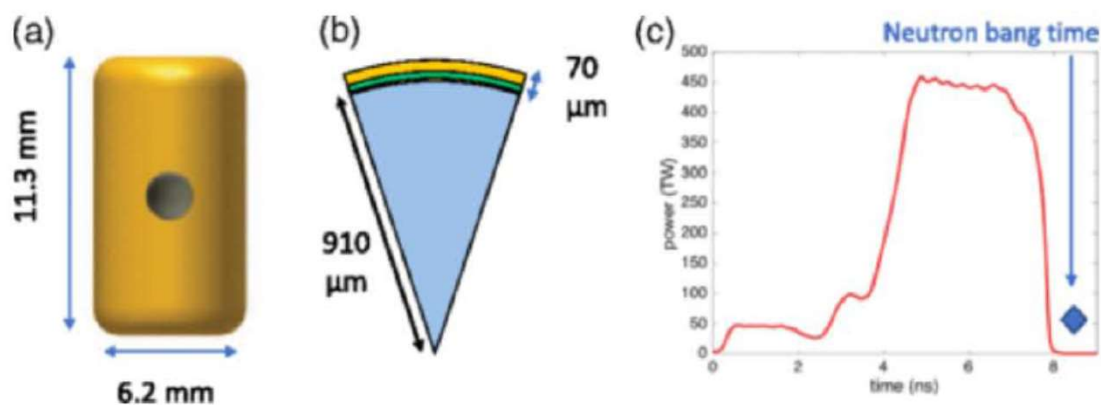 (a)
11.3 mm
6.2 mm
(b)
70
μm
910
μm
(c)
Neutron bang time
500
450
400
350
300
250
200
150
100
50
0
power (TW)
0
2
4
6
8
time (ns)